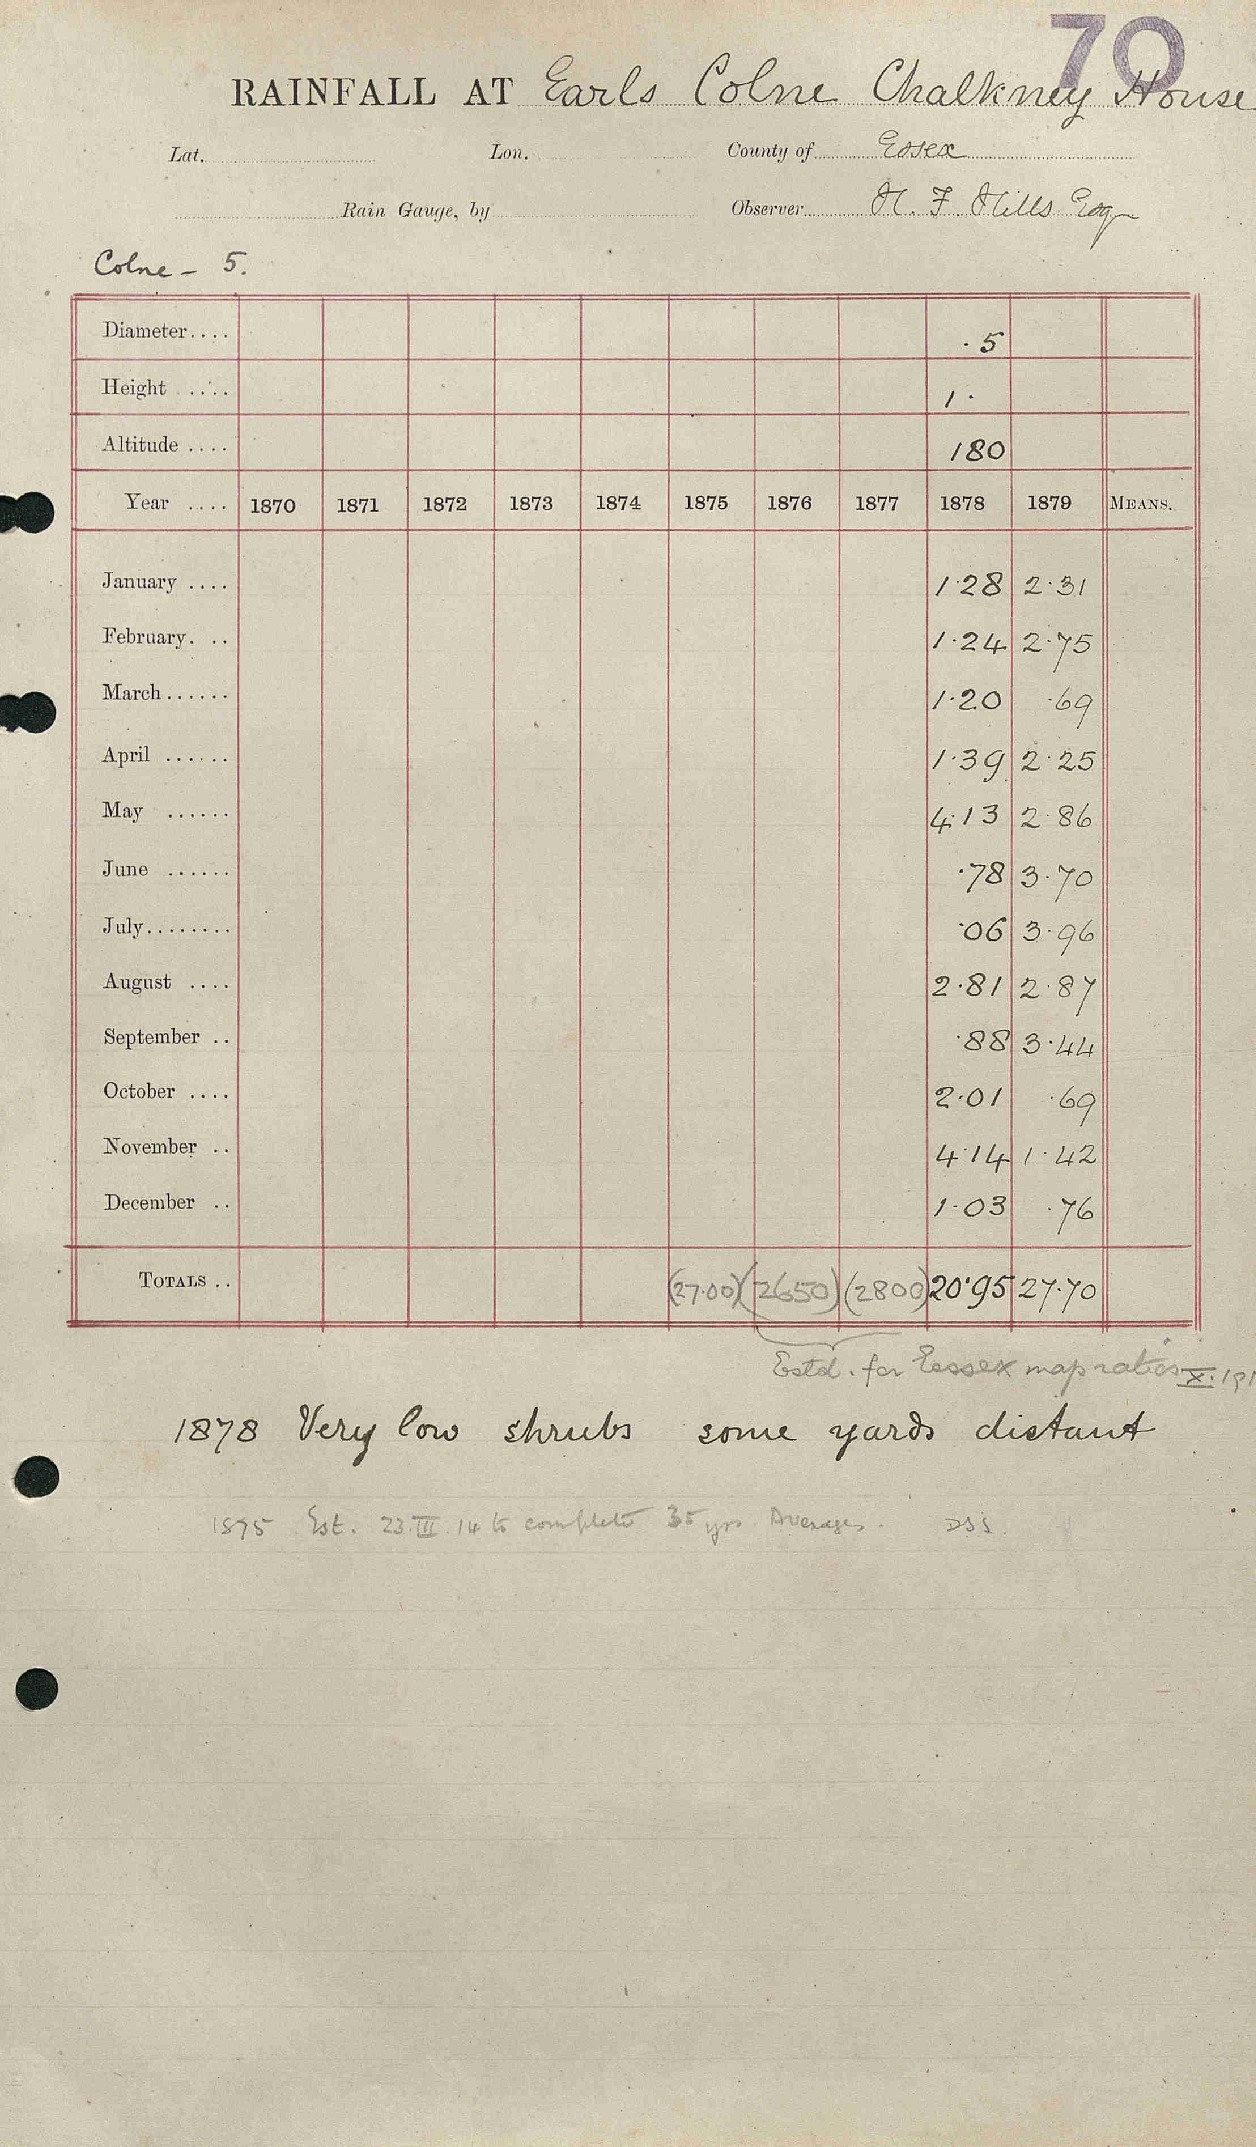 70
RAINFALL AT Earls Colne Chalkney House
Lat. Lon. County of Essex
Rain Gauge, by Observer H. F. Hills Esq
Colne - 5.
Diameter.... ·5
Height ..... 1·
Altitude .... 180
Year .... 1870 1871 1872 1873 1874 1875 1876 1877 1878 1879 MEANS.
January .... 1·28 2·31
February. .. 1·24 2·75
March...... 1·20 ·69
April ...... 1·39 2·25
May ...... 4·13 2·86
June ...... ·78 3·70
July........ ·06 3·96
August .... 2·81 2·87
September .. ·88 3·44
October .... 2·01 ·69
November .. 4·14 1·42
December .. 1·03 ·76
TOTALS .. (27·00) (2650) (2800) 20·95 27·70
Estd. for Essex map ratios X. 191
1878 Very low shrubs some yards distant
1875 Est. 23.III.14 to complete 35 yrs Averages. DSS.